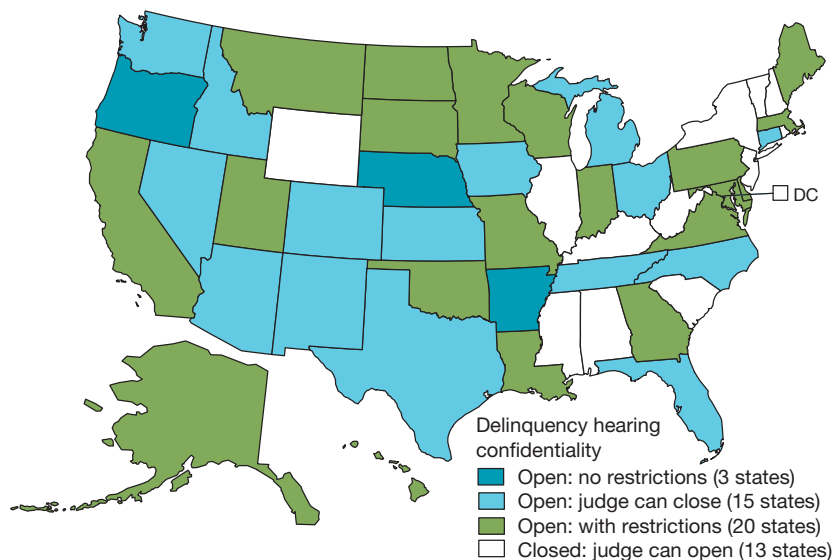 DC
Delinquency hearing
confidentiality
Open: no restrictions (3 states)
Open: judge can close (15 states)
Open: with restrictions (20 states)
Closed: judge can open (13 states)